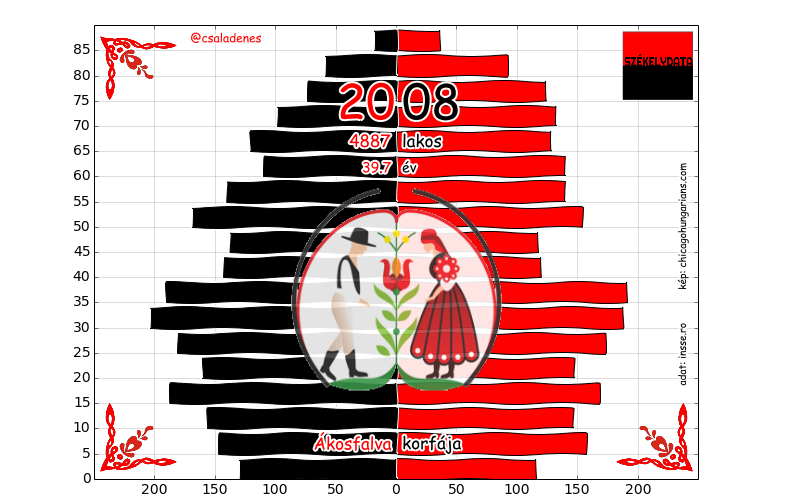 @csaladenes
SZÉKELYDATA
2008
4887 lakos
39.7 év
kép: chicagohungarians.com
adat: insse.ro
Ákosfalva korfája
85
80
75
70
65
60
55
50
45
40
35
30
25
20
15
10
5
0
200 150 100 50 0 50 100 150 200